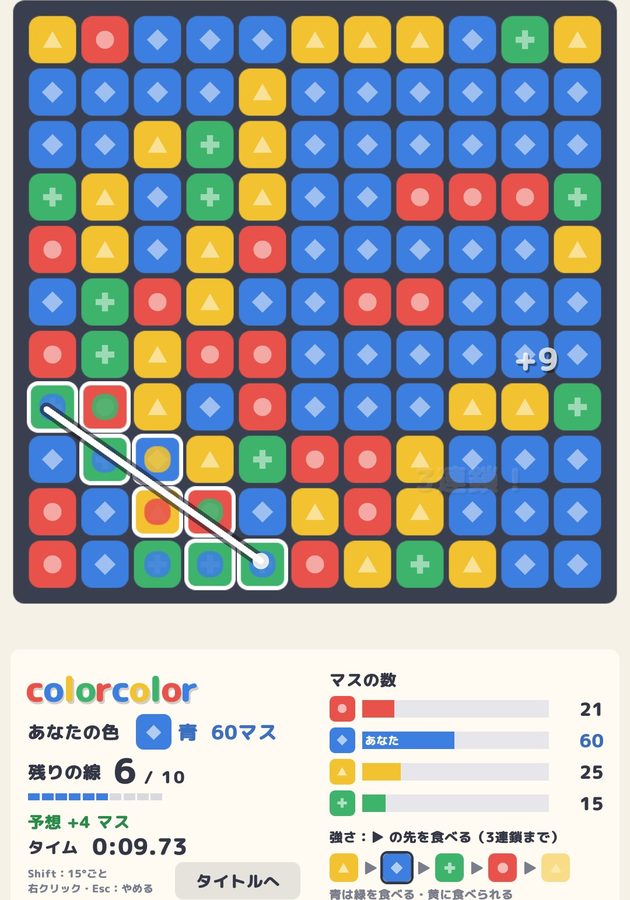 +9
3連鎖！
colorcolor
あなたの色 青 60マス
残りの線 6 / 10
予想 +4 マス
タイム 0:09.73
Shift：15°ごと
右クリック・Esc：やめる
タイトルへ
マスの数
21
あなた 60
25
15
強さ：▶ の先を食べる（3連鎖まで）
青は緑を食べる・黄に食べられる